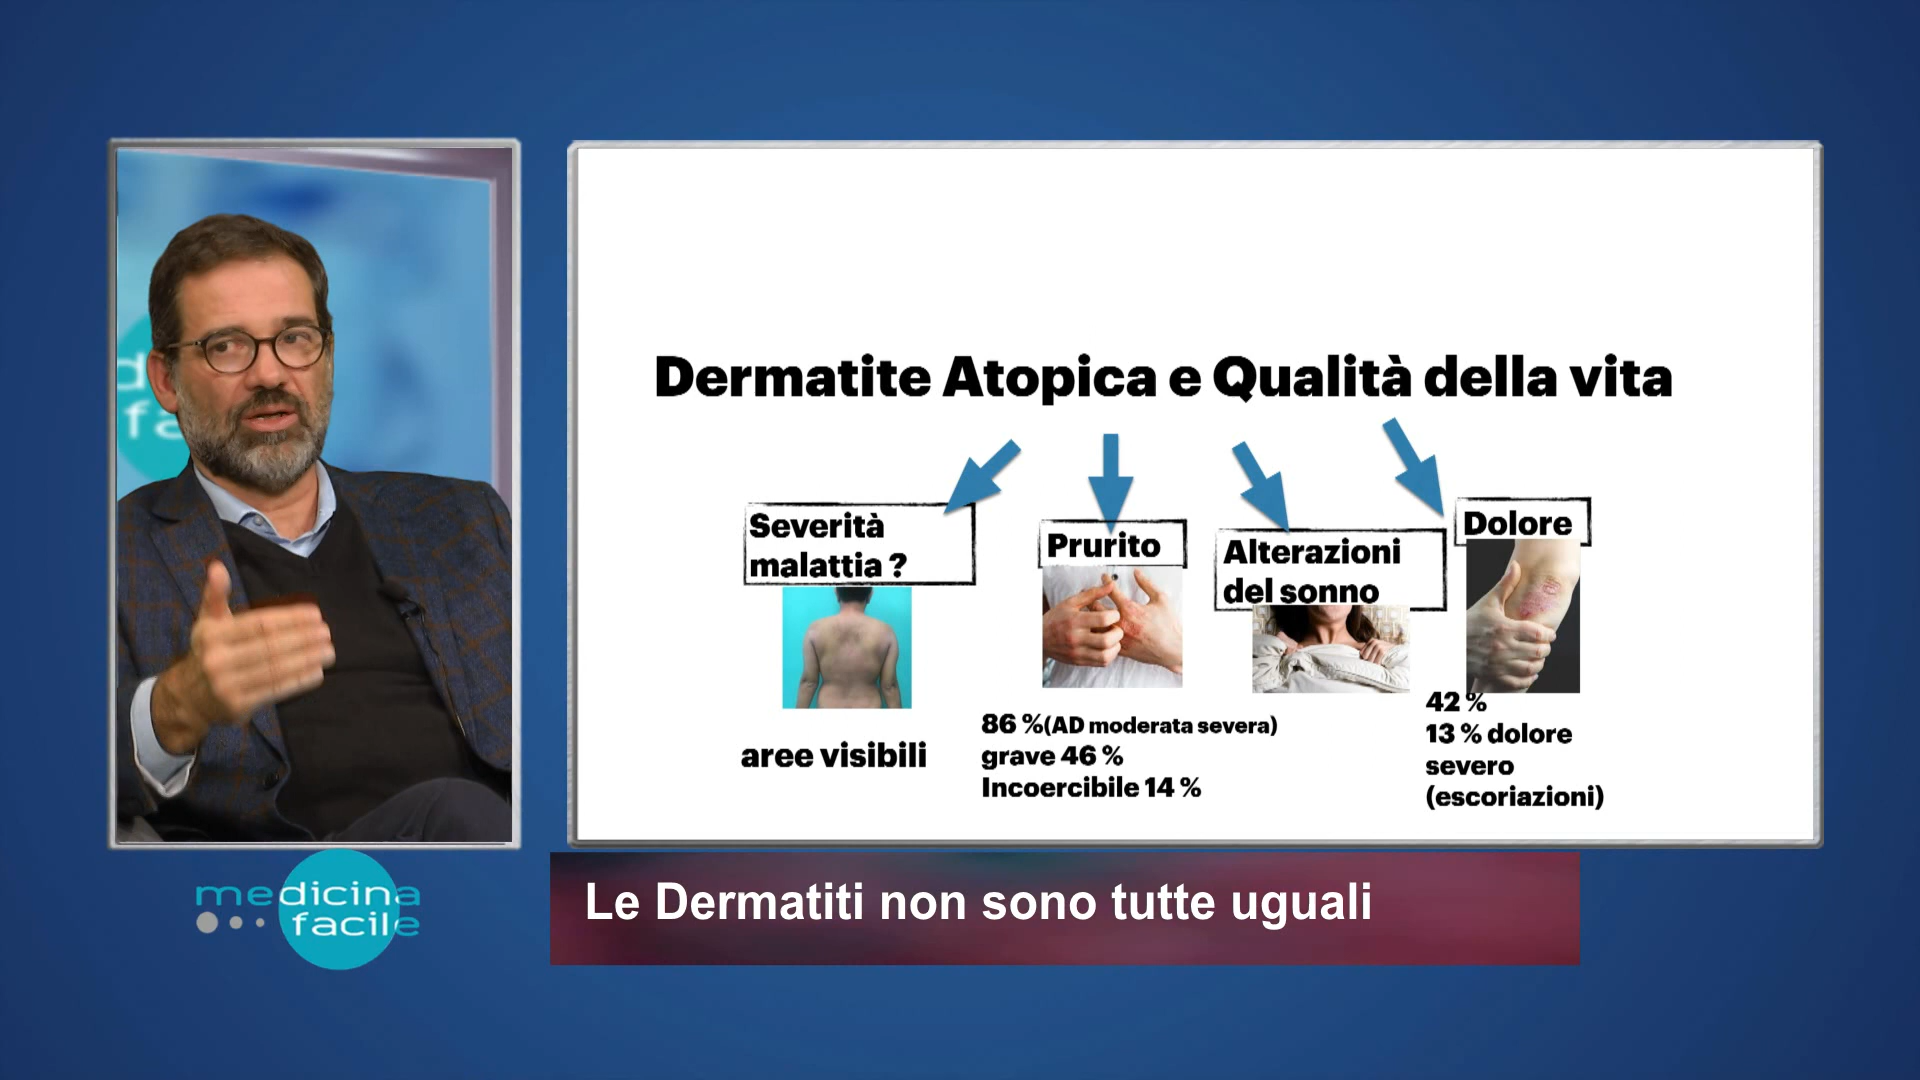 Dermatite Atopica e Qualità della vita
Severità
malattia ?
Prurito
Alterazioni
del sonno
Dolore
aree visibili
86 %(AD moderata severa)
grave 46 %
Incoercibile 14 %
42 %
13 % dolore
severo
(escoriazioni)
d
fa
medicina
facile
Le Dermatiti non sono tutte uguali